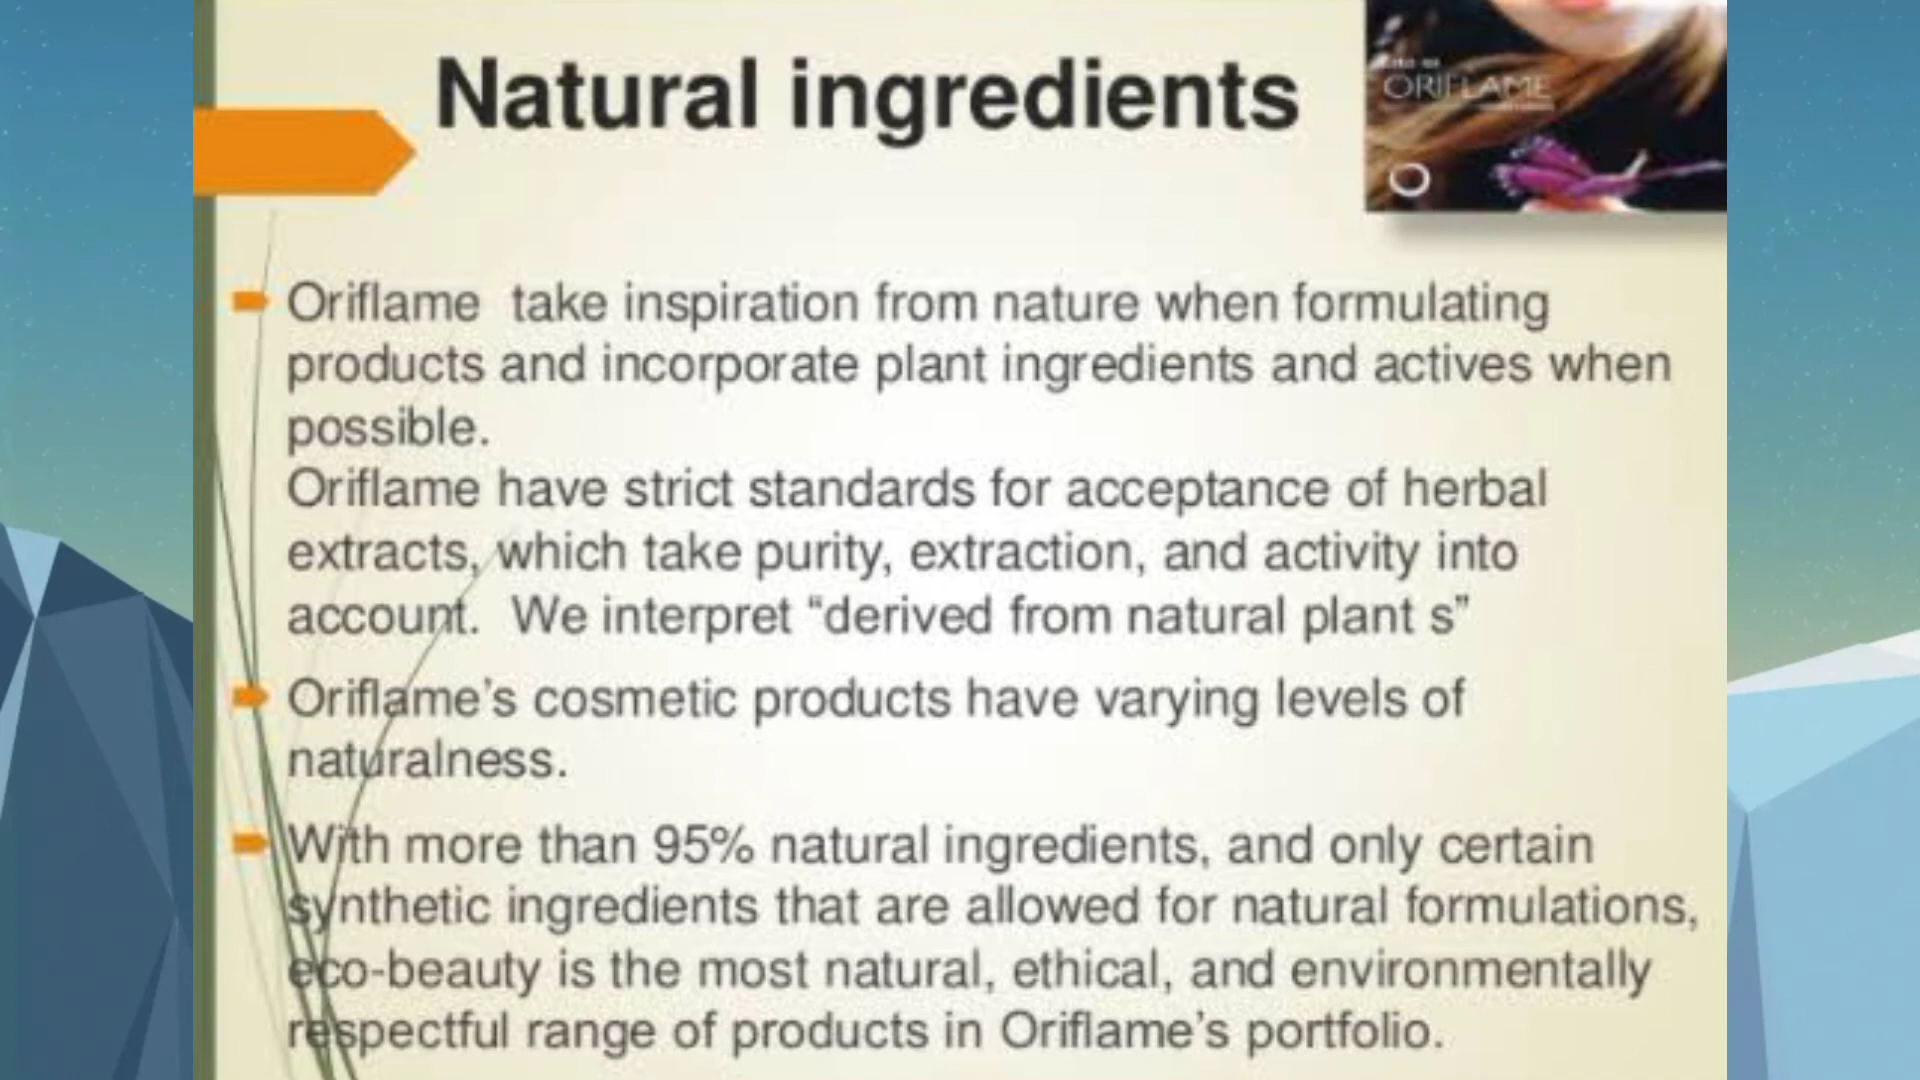 Natural ingredients
ORIFLAME
Oriflame take inspiration from nature when formulating
products and incorporate plant ingredients and actives when
possible.
Oriflame have strict standards for acceptance of herbal
extracts, which take purity, extraction, and activity into
account. We interpret “derived from natural plant s”
Oriflame’s cosmetic products have varying levels of
naturalness.
With more than 95% natural ingredients, and only certain
synthetic ingredients that are allowed for natural formulations,
eco-beauty is the most natural, ethical, and environmentally
respectful range of products in Oriflame’s portfolio.